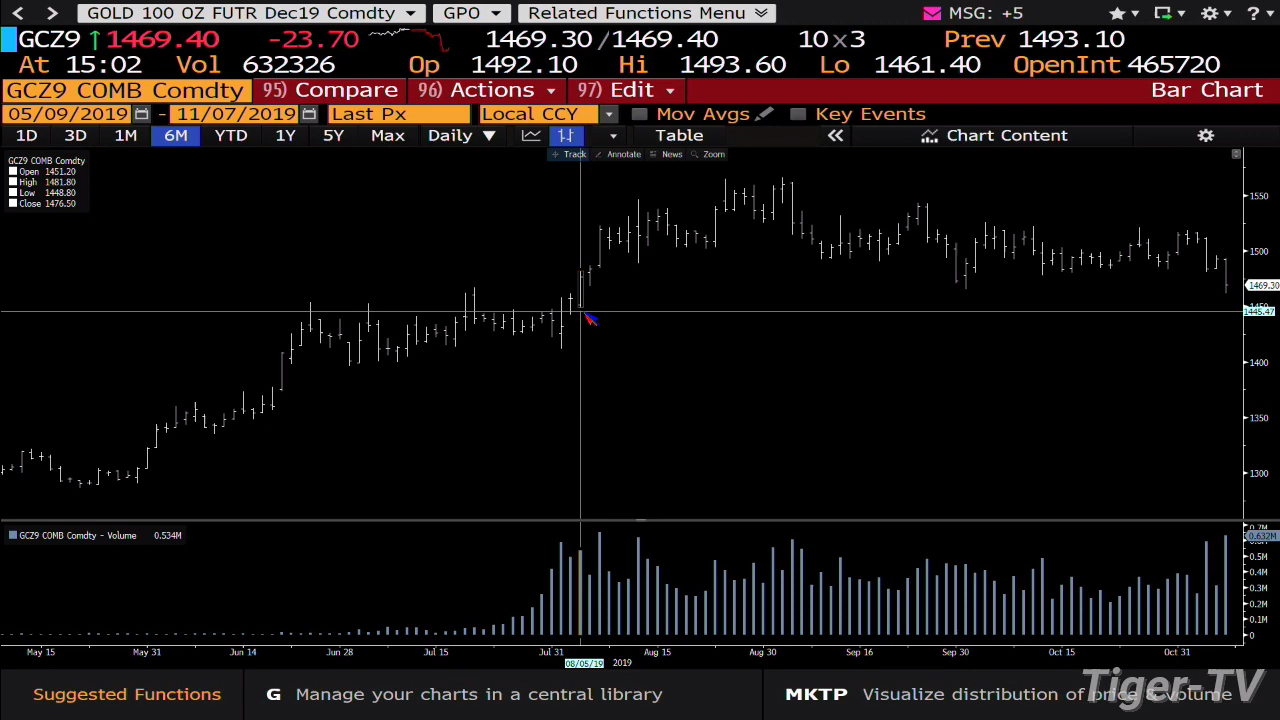 GOLD 100 OZ FUTR Dec19 Comdty GPO Related Functions Menu MSG: +5 ?
GCZ9 ↑1469.40 -23.70 1469.30/1469.40 10x3 Prev 1493.10
At 15:02 Vol 632326 Op 1492.10 Hi 1493.60 Lo 1461.40 OpenInt 465720
GCZ9 COMB Comdty 95) Compare 96) Actions 97) Edit Bar Chart
05/09/2019 - 11/07/2019 Last Px Local CCY Mov Avgs Key Events
1D 3D 1M 6M YTD 1Y 5Y Max Daily ▼ Table Chart Content
Track Annotate News Zoom
GCZ9 COMB Comdty
Open 1451.20
High 1481.80
Low 1448.80
Close 1476.50
1550
1500
1469.30
1450
1445.47
1400
1350
1300
GCZ9 COMB Comdty - Volume 0.534M
0.7M
0.632M
0.5M
0.4M
0.3M
0.2M
0.1M
0
May 15 May 31 Jun 14 Jun 28 Jul 15 Jul 31 Aug 15 Aug 30 Sep 16 Sep 30 Oct 15 Oct 31
08/05/19 2019
Suggested Functions G Manage your charts in a central library MKTP Visualize distribution of price & volume
Tiger-TV